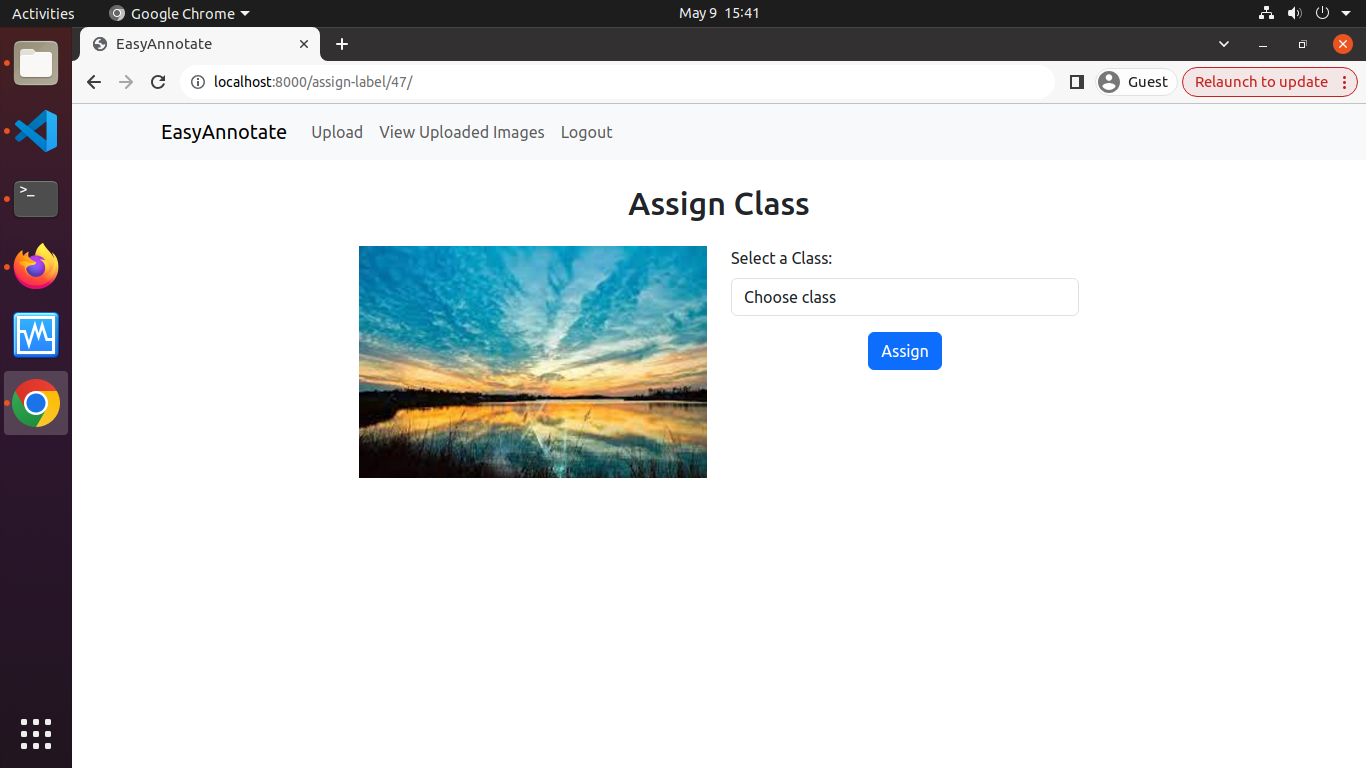 Activities
Google Chrome
May 9 15:41
EasyAnnotate
localhost:8000/assign-label/47/
Guest
Relaunch to update
>_
EasyAnnotate
Upload
View Uploaded Images
Logout
Assign Class
Select a Class:
Choose class
Assign